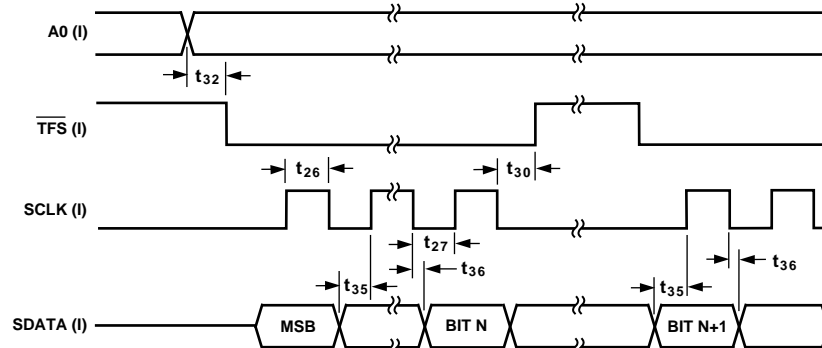 A0 (I)
t32
TFS (I)
t26
t30
SCLK (I)
t27
t36
t36
t35
t35
SDATA (I)
MSB
BIT N
BIT N+1